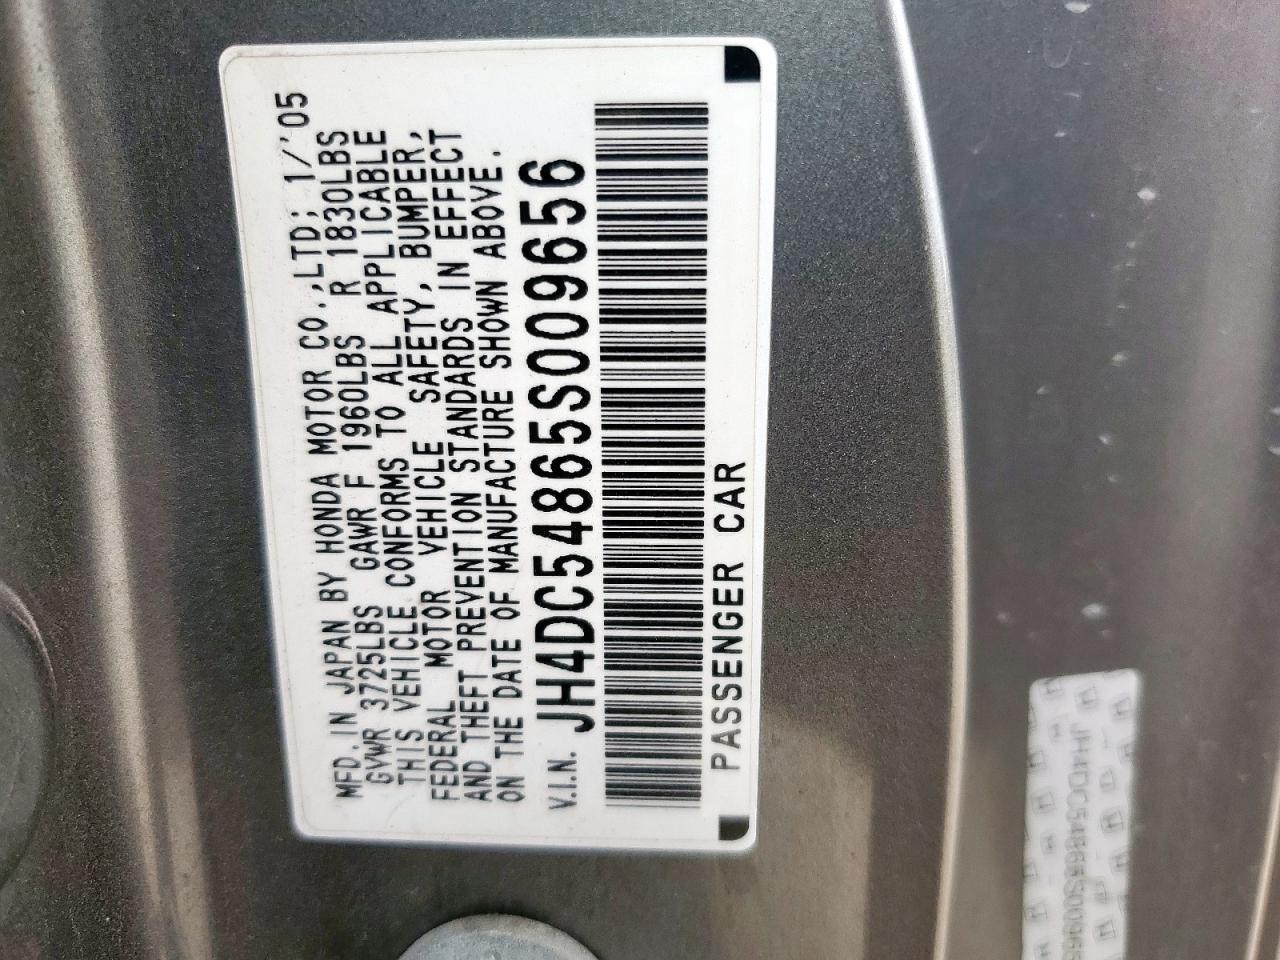 MFD. IN JAPAN BY HONDA MOTOR CO.,LTD; 1/'05
GVWR 3725LBS GAWR F 1960LBS R 1830LBS
THIS VEHICLE CONFORMS TO ALL APPLICABLE
FEDERAL MOTOR VEHICLE SAFETY, BUMPER,
AND THEFT PREVENTION STANDARDS IN EFFECT
ON THE DATE OF MANUFACTURE SHOWN ABOVE.
V.I.N. JH4DC54865S009656
PASSENGER CAR